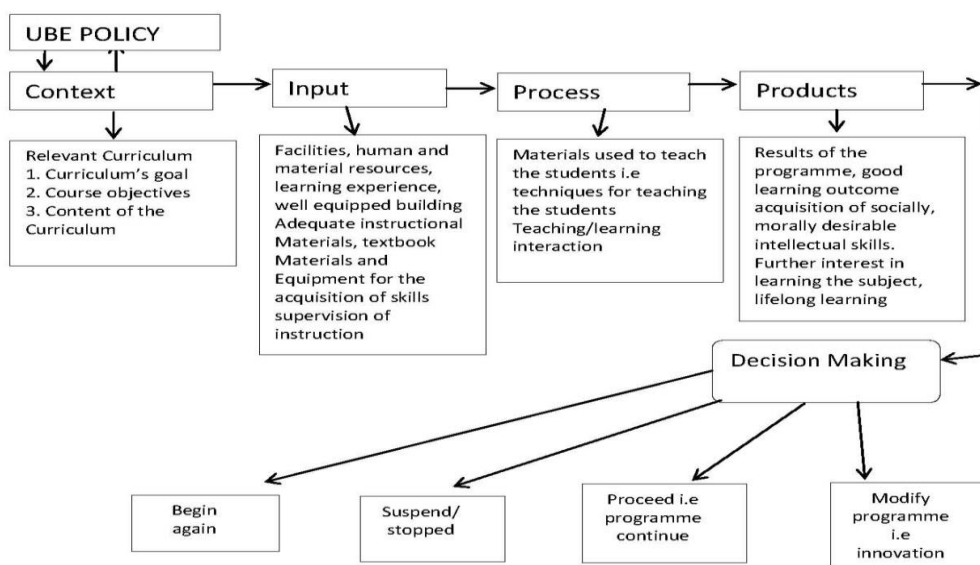 UBE POLICY
Context
Input
Process
Products
Relevant Curriculum
1. Curriculum's goal
2. Course objectives
3. Content of the
Curriculum
Facilities, human and
material resources,
learning experience,
well equipped building
Adequate instructional
Materials, textbook
Materials and
Equipment for the
acquisition of skills
supervision of
instruction
Materials used to teach
the students i.e
techniques for teaching
the students
Teaching/learning
interaction
Results of the
programme, good
learning outcome
acquisition of socially,
morally desirable
intellectual skills.
Further interest in
learning the subject,
lifelong learning
Decision Making
Begin
again
Suspend/
stopped
Proceed i.e
programme
continue
Modify
programme
i.e
innovation